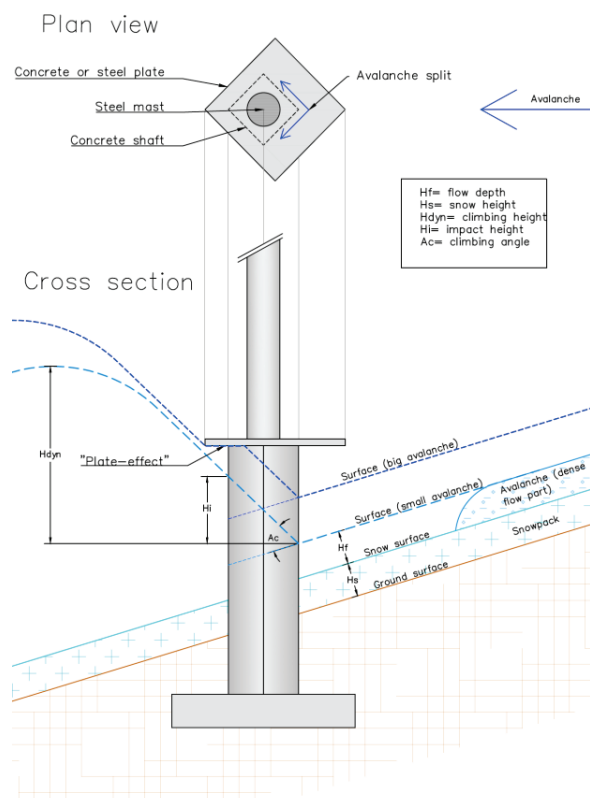 Plan view
Concrete or steel plate
Steel mast
Concrete shaft
Avalanche split
Avalanche
Hf= flow depth
Hs= snow height
Hdyn= climbing height
Hi= impact height
Ac= climbing angle
Cross section
Hdyn
"Plate-effect"
Hi
Ac
Surface (big avalanche)
Surface (small avalanche)
Avalanche (dense
flow part)
Hf
Snow surface
Snowpack
Hs
Ground surface